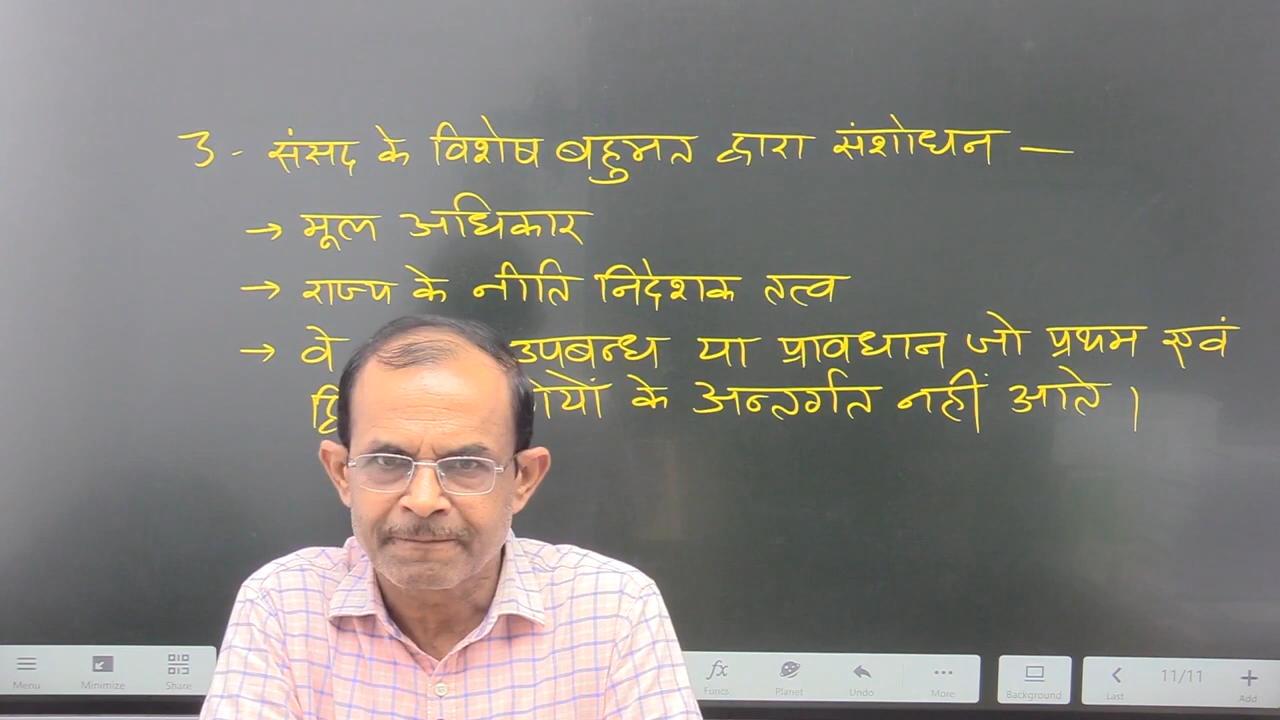 3 - संसद के विशेष बहुमत द्वारा संशोधन —
→ मूल अधिकार
→ राज्य के नीति निदेशक तत्व
→ वे उपबन्ध या प्रावधान जो प्रथम एवं
के अन्तर्गत नहीं आते।
Menu Minimize Share Funcs Planet Undo More Background Last 11/11 Add